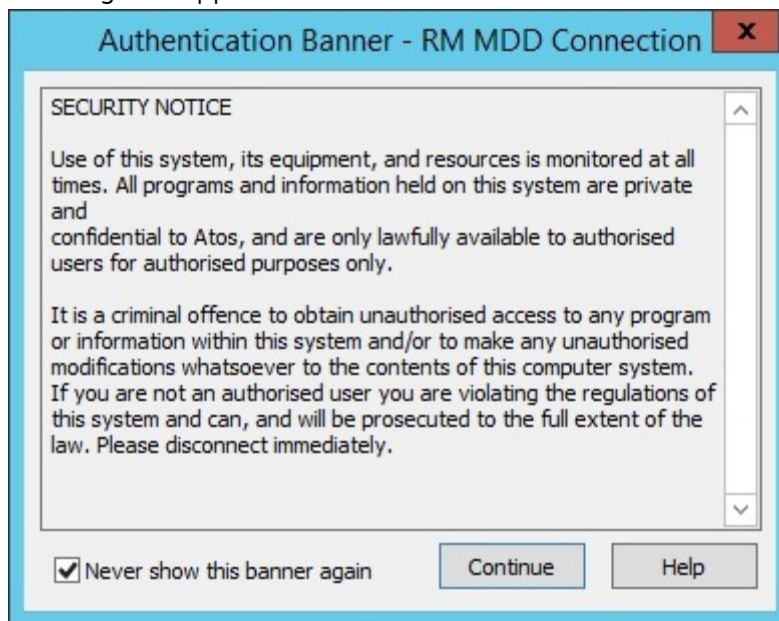 Authentication Banner - RM MDD Connection
x
SECURITY NOTICE
Use of this system, its equipment, and resources is monitored at all
times. All programs and information held on this system are private
and
confidential to Atos, and are only lawfully available to authorised
users for authorised purposes only.
It is a criminal offence to obtain unauthorised access to any program
or information within this system and/or to make any unauthorised
modifications whatsoever to the contents of this computer system.
If you are not an authorised user you are violating the regulations of
this system and can, and will be prosecuted to the full extent of the
law. Please disconnect immediately.
Never show this banner again
Continue
Help